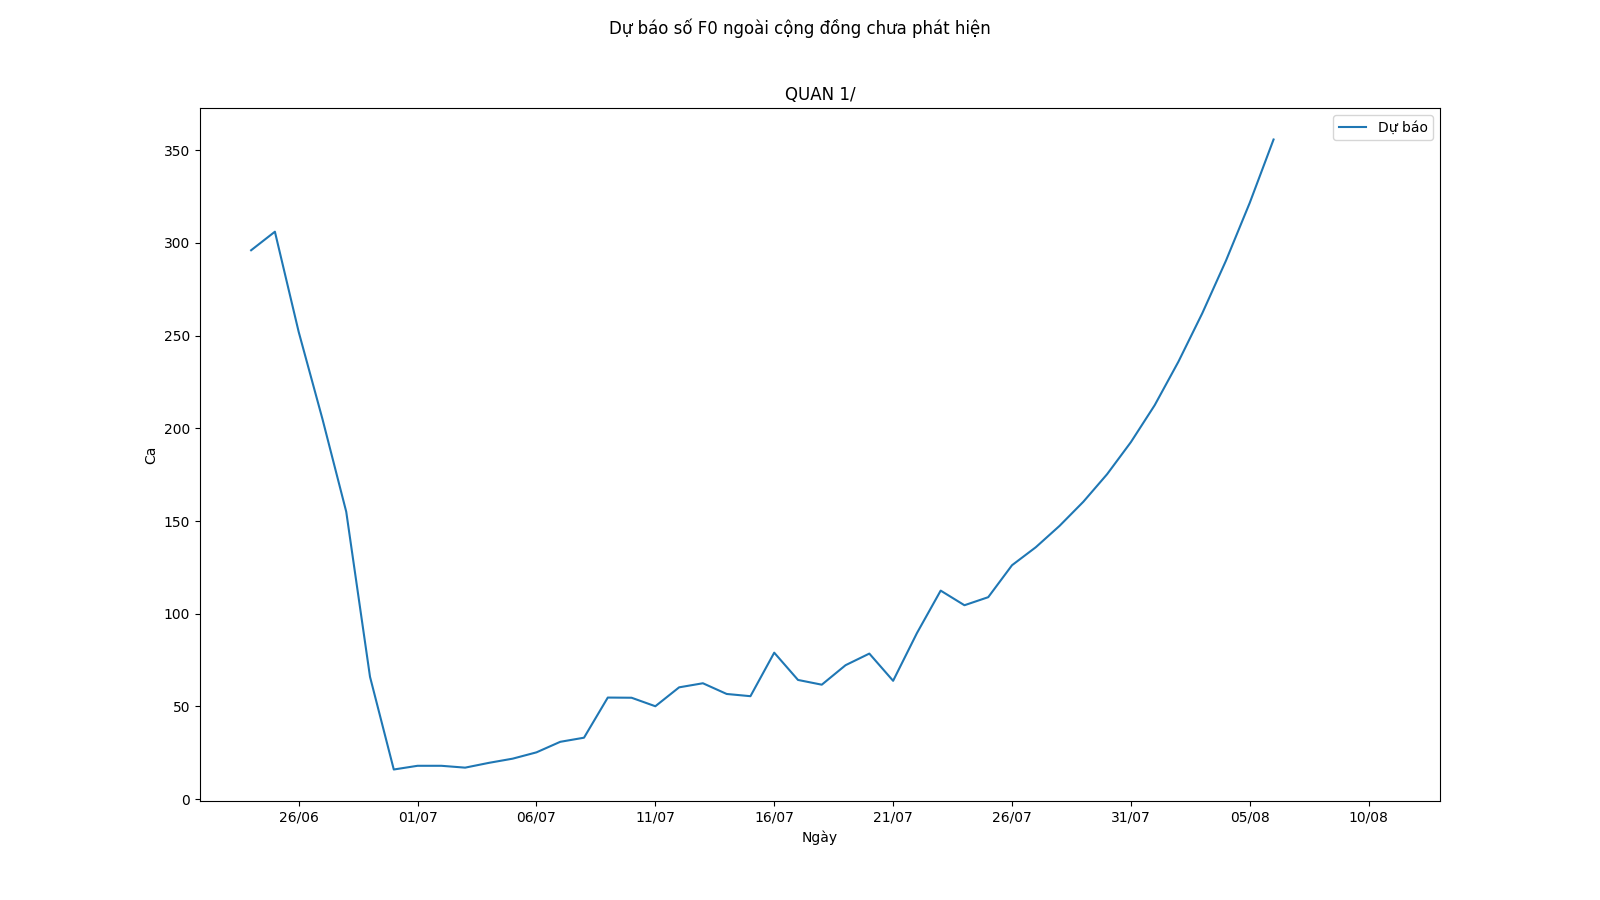 Dự báo số F0 ngoài cộng đồng chưa phát hiện
QUAN 1/
Dự báo
350
300
250
200
150
100
50
0
Ca
26/06 01/07 06/07 11/07 16/07 21/07 26/07 31/07 05/08 10/08
Ngày